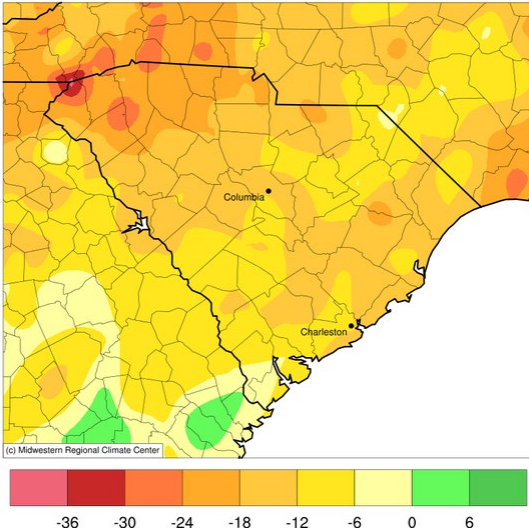 Columbia
Charleston
(c) Midwestern Regional Climate Center
-36 -30 -24 -18 -12 -6 0 6